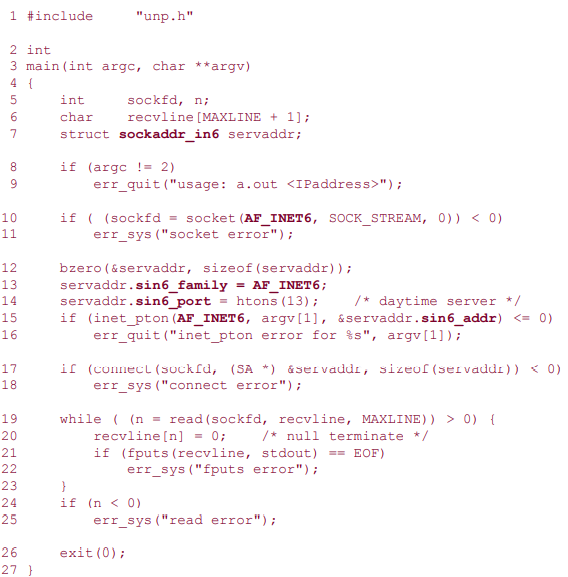 1 #include     "unp.h"
2 int
3 main(int argc, char **argv)
4 {
5     int     sockfd, n;
6     char    recvline[MAXLINE + 1];
7     struct sockaddr_in6 servaddr;
8     if (argc != 2)
9         err_quit("usage: a.out <IPaddress>");
10     if ( (sockfd = socket(AF_INET6, SOCK_STREAM, 0)) < 0)
11         err_sys("socket error");
12     bzero(&servaddr, sizeof(servaddr));
13     servaddr.sin6_family = AF_INET6;
14     servaddr.sin6_port = htons(13);    /* daytime server */
15     if (inet_pton(AF_INET6, argv[1], &servaddr.sin6_addr) <= 0)
16         err_quit("inet_pton error for %s", argv[1]);
17     if (connect(sockfd, (SA *) &servaddr, sizeof(servaddr)) < 0)
18         err_sys("connect error");
19     while ( (n = read(sockfd, recvline, MAXLINE)) > 0) {
20         recvline[n] = 0;    /* null terminate */
21         if (fputs(recvline, stdout) == EOF)
22             err_sys("fputs error");
23     }
24     if (n < 0)
25         err_sys("read error");
26     exit(0);
27 }